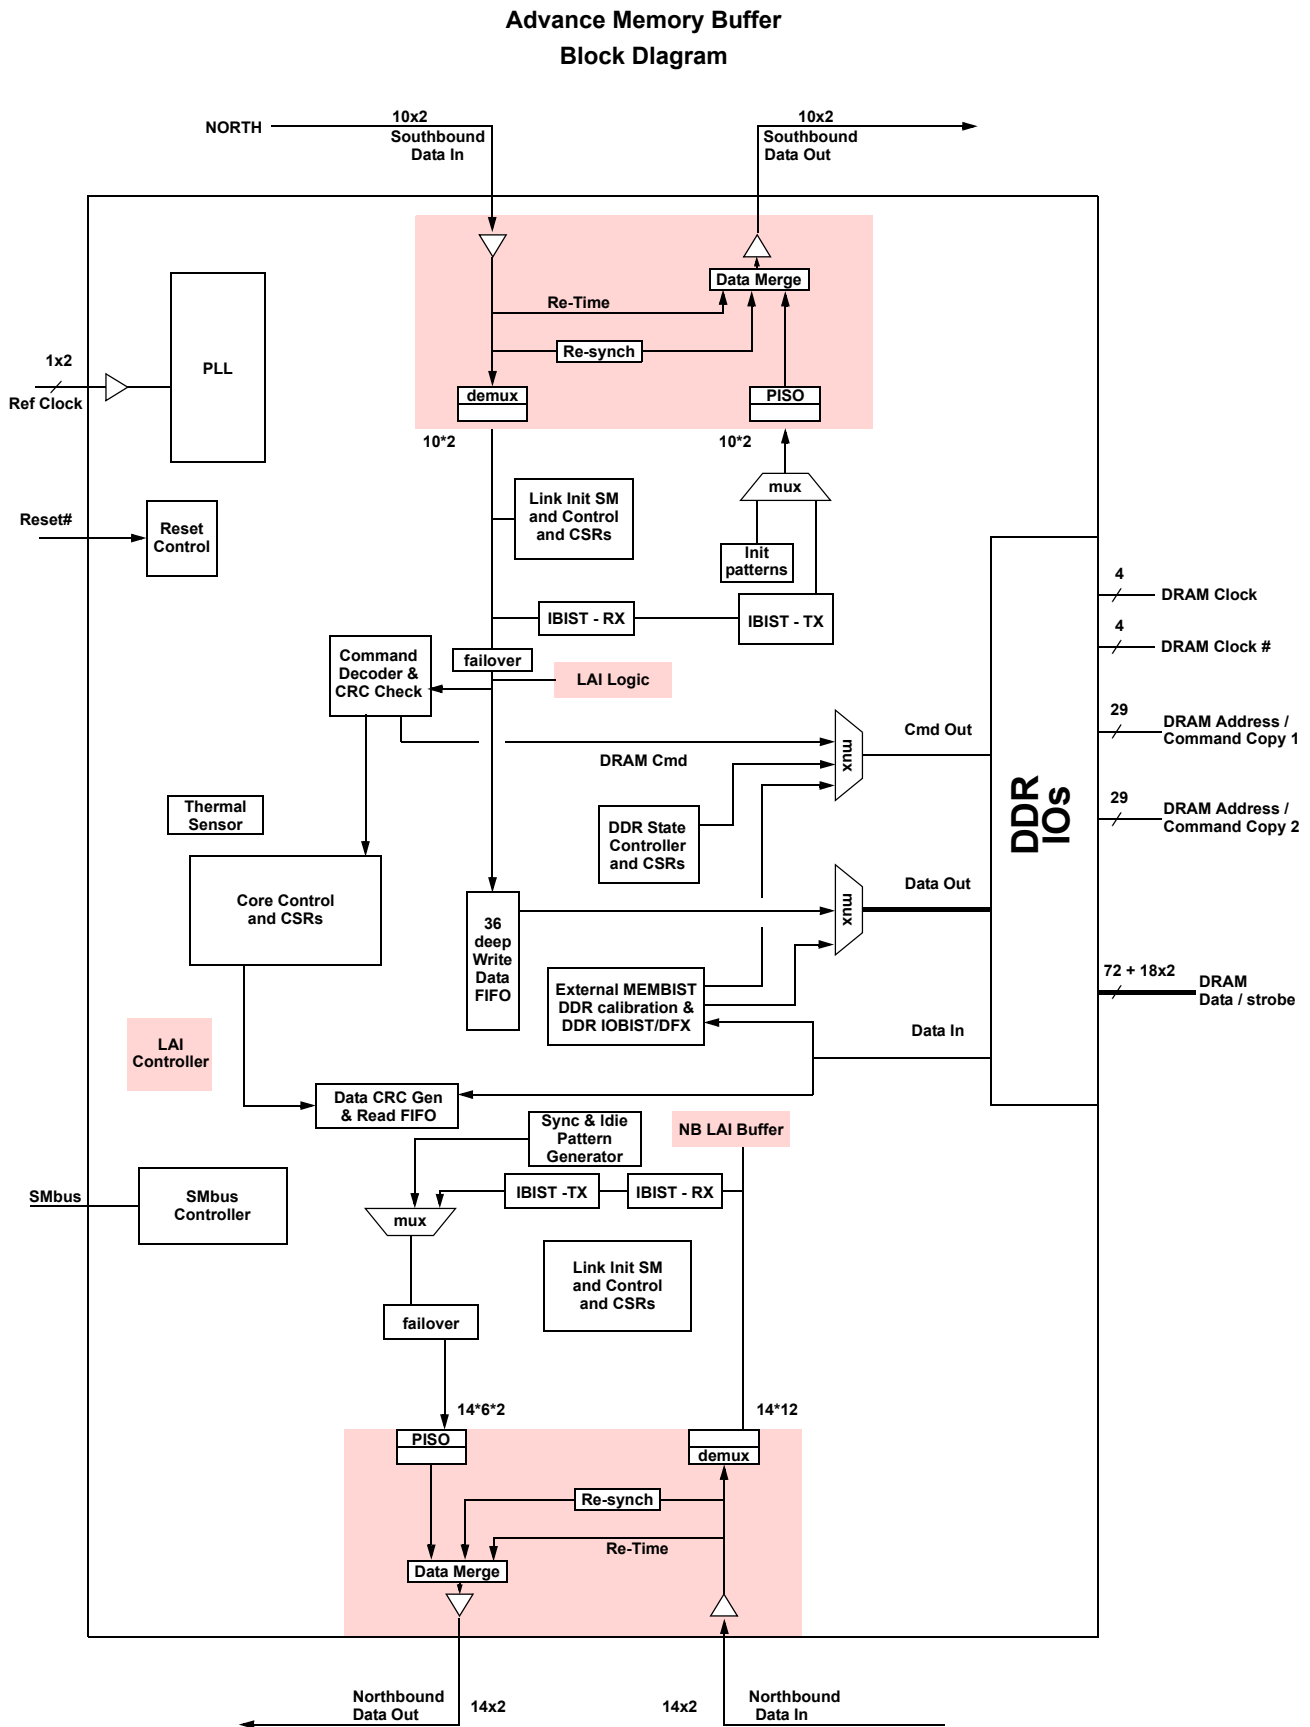 Advance Memory Buffer
Block DIagram
10x2
10x2
NORTH
Southbound
Data In
Southbound
Data Out
Data Merge
Re-Time
Re-synch
1x2
PLL
Ref Clock
demux
PISO
10*2
10*2
mux
Link Init SM
and Control
and CSRs
Reset#
Reset
Control
Init
patterns
4
DRAM Clock
IBIST - RX
IBIST - TX
4
DRAM Clock #
Command
Decoder &
CRC Check
failover
LAI Logic
29
DRAM Address /
Command Copy 1
Cmd Out
mux
DRAM Cmd
DDR
IOs
Thermal
Sensor
29
DRAM Address /
Command Copy 2
DDR State
Controller
and CSRs
Data Out
mux
Core Control
and CSRs
36
deep
Write
Data
FIFO
72 + 18x2
DRAM
Data / strobe
External MEMBIST
DDR calibration &
DDR IOBIST/DFX
Data In
LAI
Controller
Data CRC Gen
& Read FIFO
Sync & Idie
Pattern
Generator
NB LAI Buffer
SMbus
SMbus
Controller
IBIST -TX
IBIST - RX
mux
Link Init SM
and Control
and CSRs
failover
14*6*2
14*12
PISO
demux
Re-synch
Re-Time
Data Merge
Northbound
Data Out
14x2
14x2
Northbound
Data In